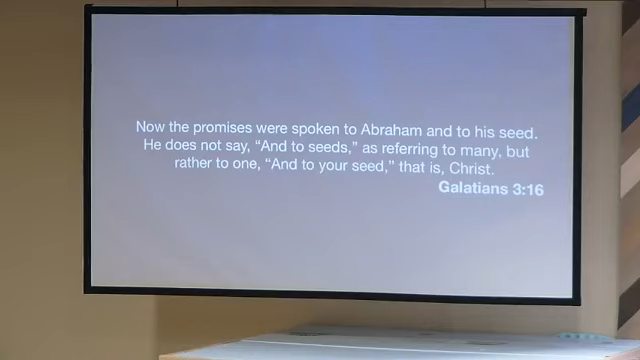 Now the promises were spoken to Abraham and to his seed.
He does not say, “And to seeds,” as referring to many, but
rather to one, “And to your seed,” that is, Christ.
Galatians 3:16